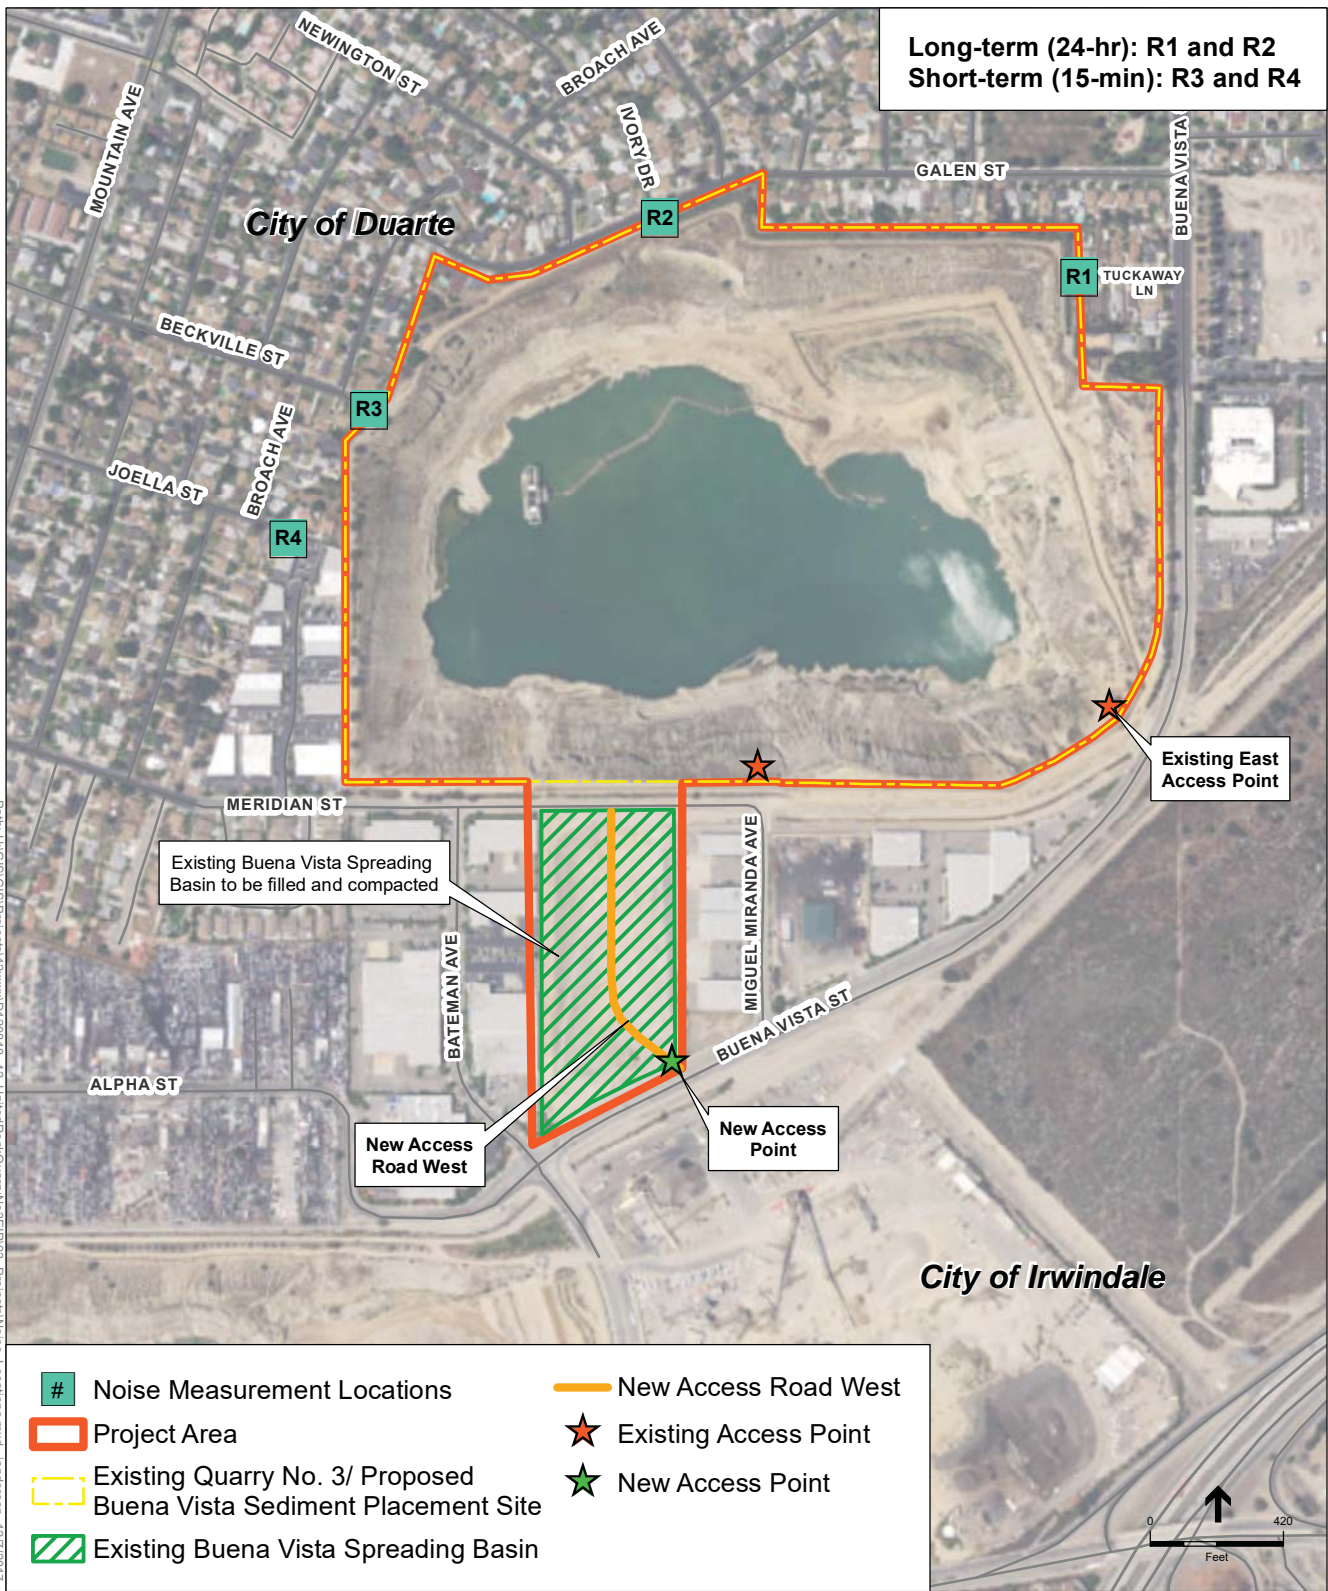 Long-term (24-hr): R1 and R2
Short-term (15-min): R3 and R4
NEWINGTON ST
BROACH AVE
MOUNTAIN AVE
IVORY DR
BUENA VISTA
GALEN ST
City of Duarte
R2
R1
TUCKAWAY
LN
BECKVILLE ST
R3
BROACH AVE
JOELLA ST
R4
Existing East
Access Point
MERIDIAN ST
Existing Buena Vista Spreading
Basin to be filled and compacted
MIGUEL MIRANDA AVE
BATEMAN AVE
BUENA VISTA ST
ALPHA ST
New Access
Road West
New Access
Point
City of Irwindale
# Noise Measurement Locations
Project Area
Existing Quarry No. 3/ Proposed
Buena Vista Sediment Placement Site
Existing Buena Vista Spreading Basin
New Access Road West
Existing Access Point
New Access Point
0 420
Feet